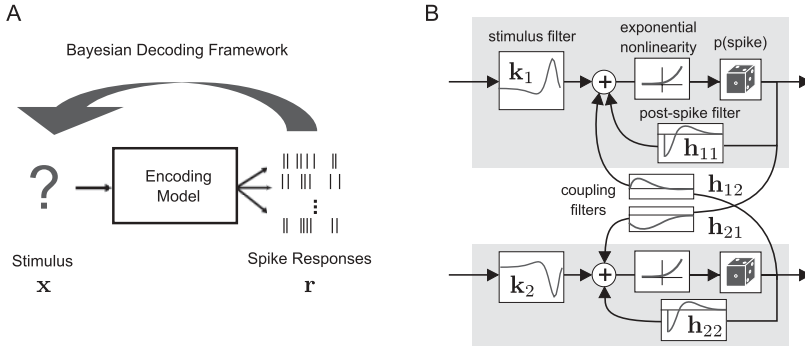 A
Bayesian Decoding Framework
?
Encoding
Model
Stimulus
x
Spike Responses
r
B
stimulus filter
exponential
nonlinearity
p(spike)
k1
+
post-spike filter
h11
coupling
filters
h12
h21
k2
+
h22